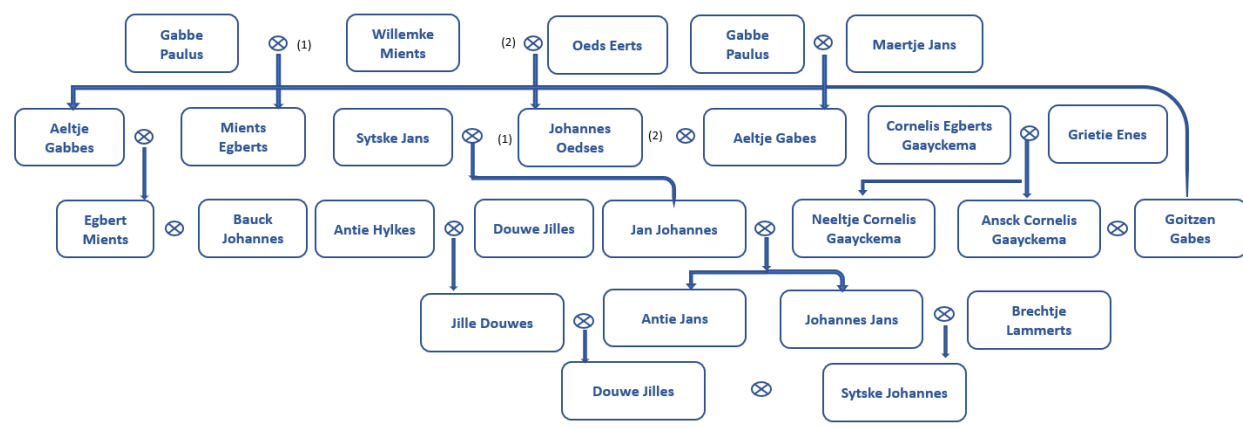 Gabbe
Paulus
(1)
Willemke
Mients
(2)
Oeds Eerts
Gabbe
Paulus
Maertje Jans
Aeltje
Gabbes
Mients
Egberts
Sytske Jans
(1)
Johannes
Oedses
(2)
Aeltje Gabes
Cornelis Egberts
Gaayckema
Grietie Enes
Egbert
Mients
Bauck
Johannes
Antie Hylkes
Douwe Jilles
Jan Johannes
Neeltje Cornelis
Gaayckema
Ansck Cornelis
Gaayckema
Goitzen
Gabes
Jille Douwes
Antie Jans
Johannes Jans
Brechtje
Lammerts
Douwe Jilles
Sytske Johannes